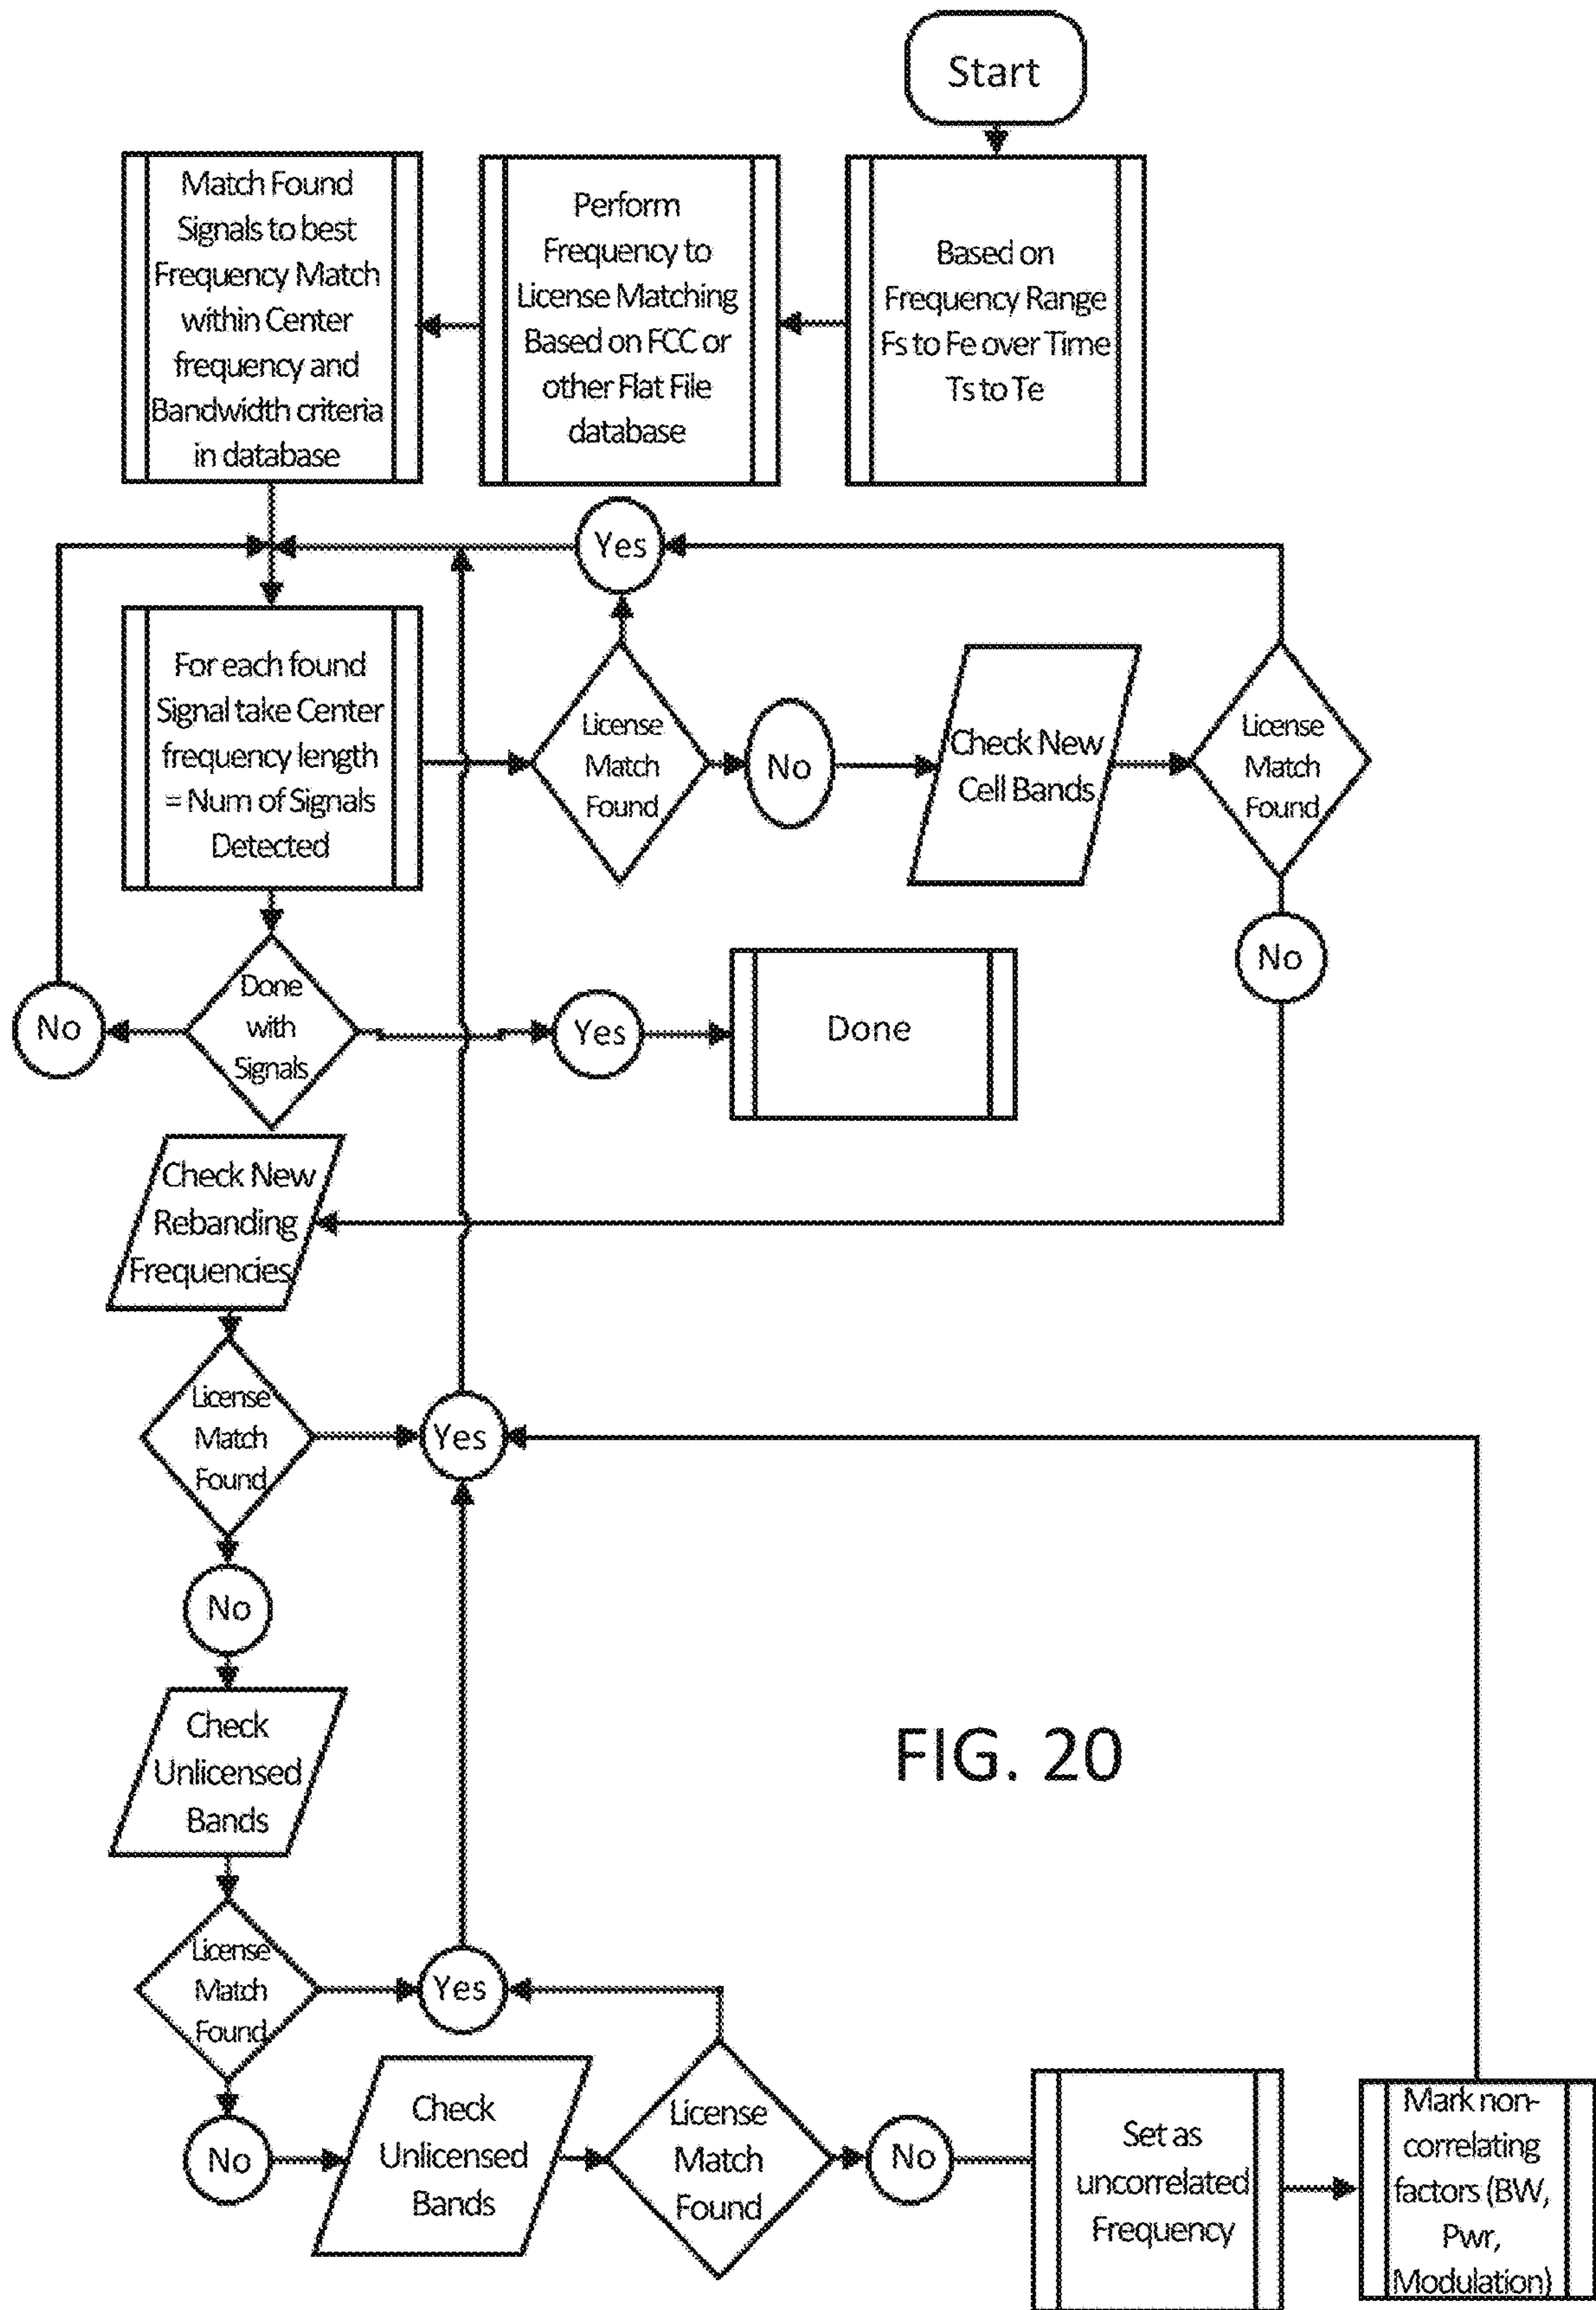 Start
Match Found
Signals to best
Frequency Match
within Center
frequency and
Bandwidth criteria
in database
Perform
Frequency to
License Matching
Based on FCC or
other Flat File
database
Based on
Frequency Range
Fs to Fe over Time
Ts to Te
Yes
For each found
Signal take Center
frequency length
= Num of Signals
Detected
License
Match
Found
No
Check New
Cell Bands
License
Match
Found
No
No
Done
with
Signals
Yes
Done
Check New
Rebanding
Frequencies
License
Match
Found
Yes
No
Check
Unlicensed
Bands
FIG. 20
License
Match
Found
Yes
No
Check
Unlicensed
Bands
License
Match
Found
No
Set as
uncorrelated
Frequency
Mark non-
correlating
factors (BW,
Pwr,
Modulation)